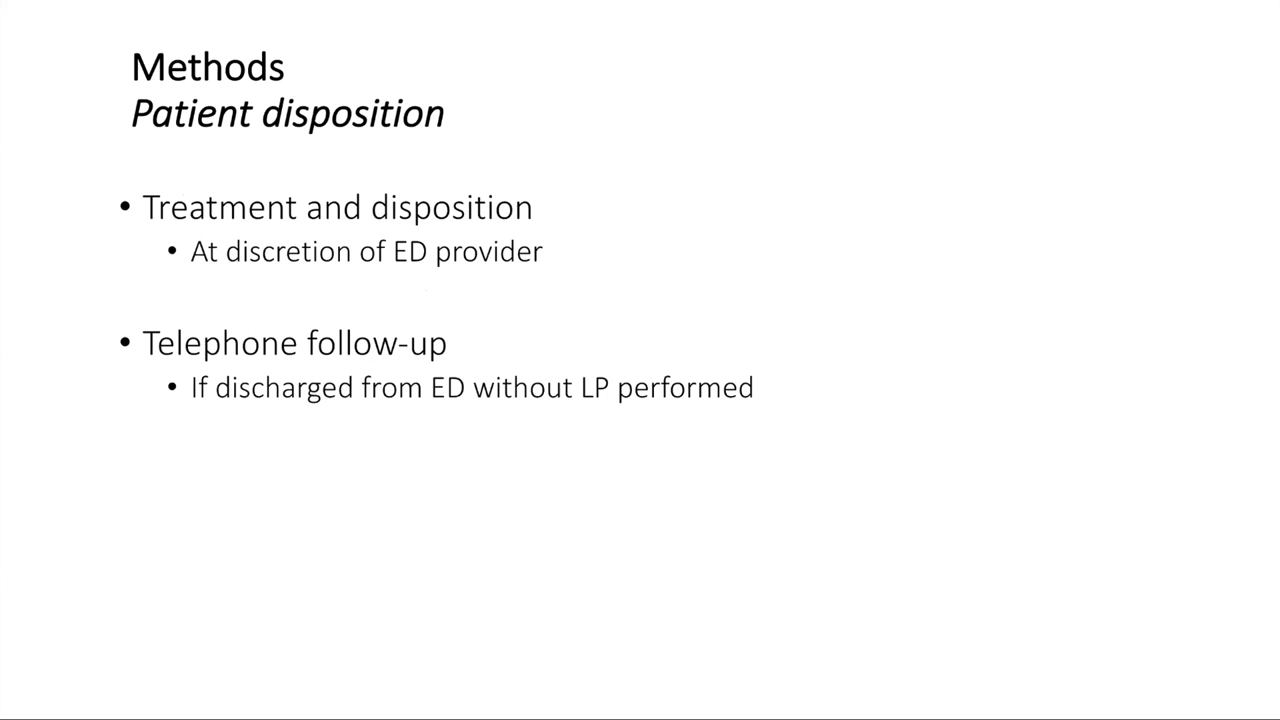 Methods
Patient disposition
• Treatment and disposition
• At discretion of ED provider
• Telephone follow-up
• If discharged from ED without LP performed